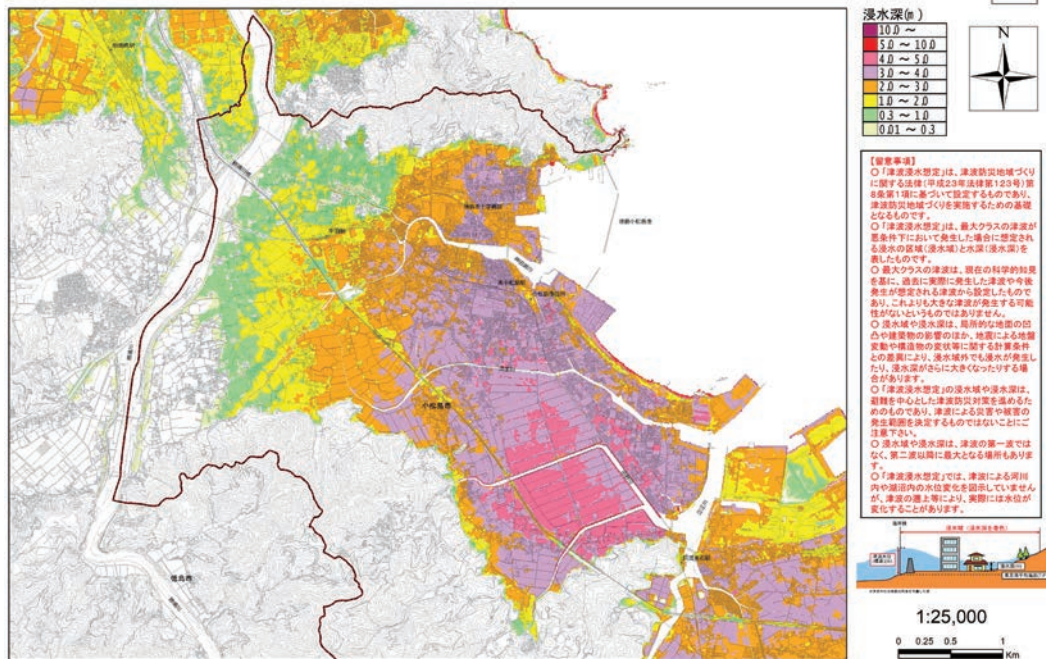 浸水深(m)
10.0 ～
5.0 ～ 10.0
4.0 ～ 5.0
3.0 ～ 4.0
2.0 ～ 3.0
1.0 ～ 2.0
0.3 ～ 1.0
0.01 ～ 0.3
N
【留意事項】
○「津波浸水想定」は、津波防災地域づくり
に関する法律(平成23年法律第123号)第
8条第1項に基づいて設定するものであり、
津波防災地域づくりを実施するための基礎
となるものです。
○「津波浸水想定」は、最大クラスの津波が
悪条件下において発生した場合に想定され
る浸水の区域(浸水域)と水深(浸水深)を
表したものです。
○ 最大クラスの津波は、現在の科学的知見
を基に、過去に実際に発生した津波や今後
発生が想定される津波から設定したもので
あり、これよりも大きな津波が発生する可能
性がないというものではありません。
○ 浸水域や浸水深は、局所的な地面の凹
凸や建築物の影響のほか、地震による地盤
変動や構造物の変状等に関する計算条件
との差異により、浸水域外でも浸水が発生し
たり、浸水深がさらに大きくなったりする場
合があります。
○「津波浸水想定」の浸水域や浸水深は、
避難を中心とした津波防災対策を進めるた
めのものであり、津波による災害や被害の
発生範囲を決定するものではないことにご
注意下さい。
○ 浸水域や浸水深は、津波の第一波では
なく、第二波以降に最大となる場所もありま
す。
○「津波浸水想定」では、津波による河川
内や湖沼内の水位変化を図示していません
が、津波の遡上等により、実際には水位が
変化することがあります。
小松島市
徳島市
1:25,000
0 0.25 0.5 1
Km